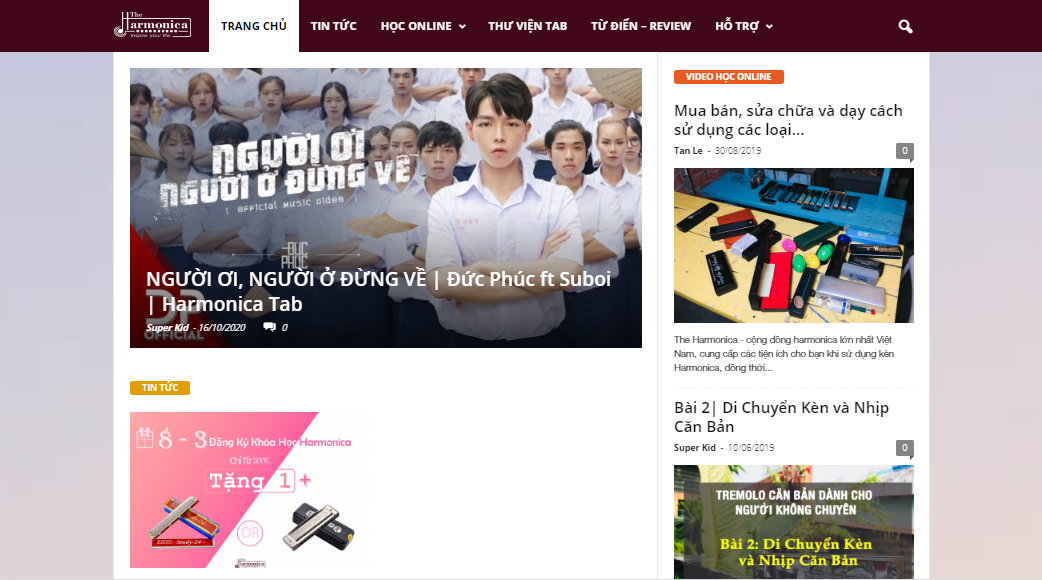 The
Harmonica
Inspire your life
TRANG CHỦ
TIN TỨC
HỌC ONLINE
THƯ VIỆN TAB
TỪ ĐIỂN – REVIEW
HỖ TRỢ
NGƯỜI ƠI
NGƯỜI Ở ĐỪNG VỀ
[ OFFICIAL MUSIC VIDEO ]
ĐỨC
PHÚC
DP
OFFICIAL
NGƯỜI ƠI, NGƯỜI Ở ĐỪNG VỀ | Đức Phúc ft Suboi
| Harmonica Tab
Super Kid - 16/10/2020 0
TIN TỨC
8 - 3 Đăng Ký Khóa Học Harmonica
Chỉ Từ 500K
Tặng 1+
OR
VIDEO HỌC ONLINE
Mua bán, sửa chữa và dạy cách
sử dụng các loại...
Tan Le - 30/08/2019 0
The Harmonica - cộng đồng harmonica lớn nhất Việt
Nam, cung cấp các tiện ích cho bạn khi sử dụng kèn
Harmonica, đồng thời...
Bài 2| Di Chuyển Kèn và Nhịp
Căn Bản
Super Kid - 10/06/2019 0
TREMOLO CĂN BẢN DÀNH CHO
NGƯỜI KHÔNG CHUYÊN
Bài 2: Di Chuyển Kèn
và Nhịp Căn Bản